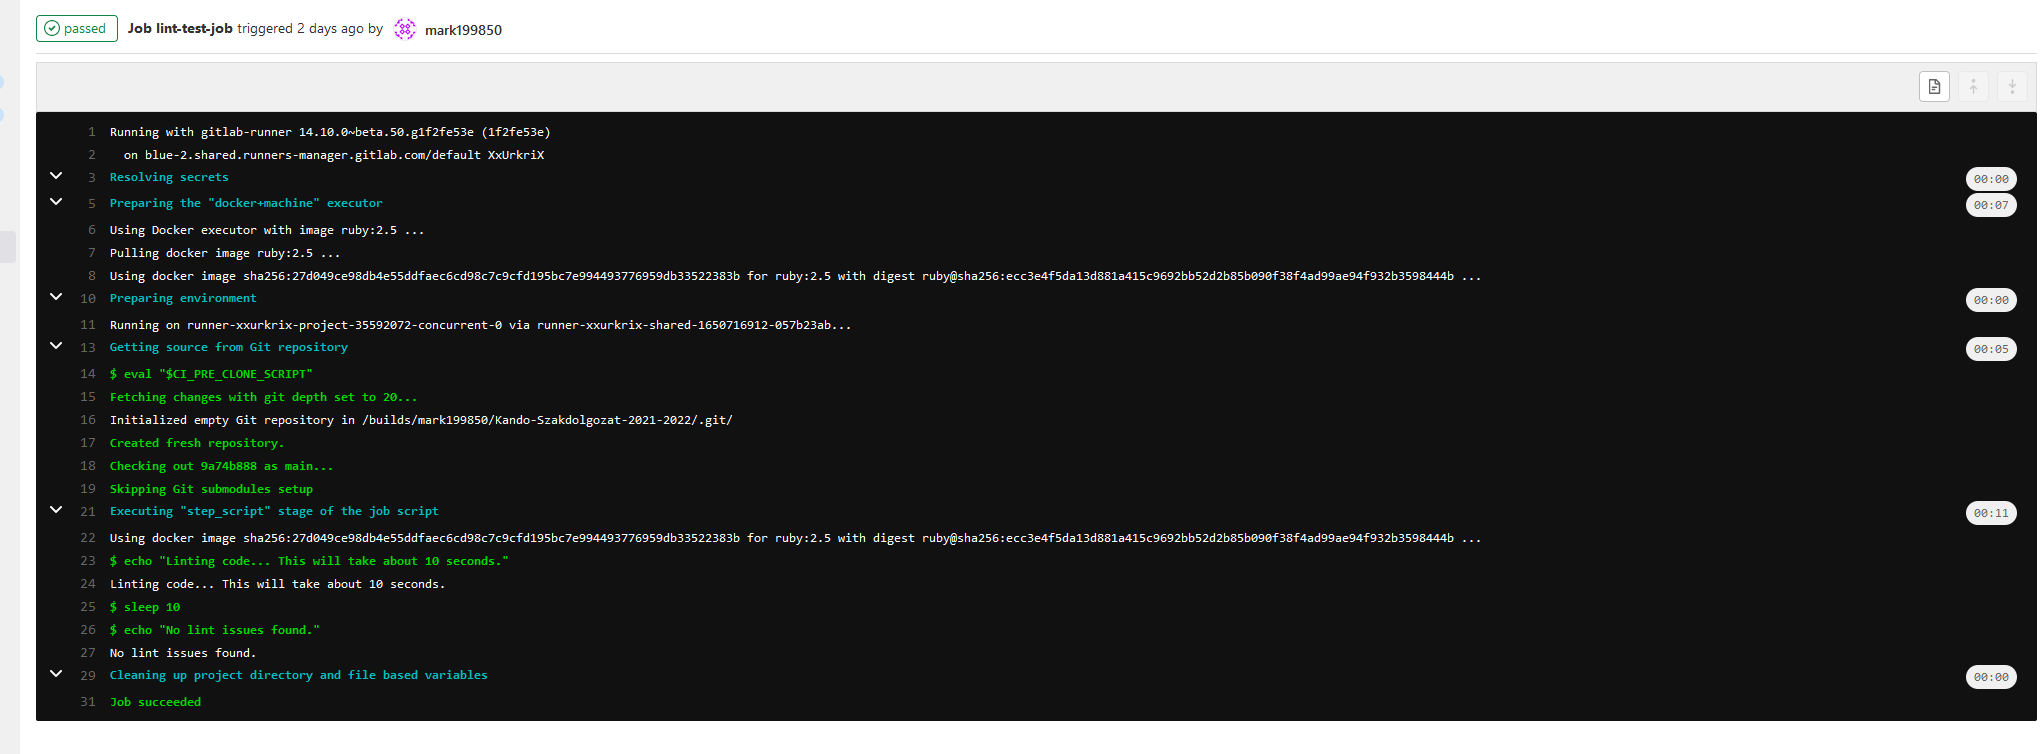 passed Job lint-test-job triggered 2 days ago by mark199850
1 Running with gitlab-runner 14.10.0~beta.50.g1f2fe53e (1f2fe53e)
2 on blue-2.shared.runners-manager.gitlab.com/default XxUrkriX
3 Resolving secrets 00:00
5 Preparing the "docker+machine" executor 00:07
6 Using Docker executor with image ruby:2.5 ...
7 Pulling docker image ruby:2.5 ...
8 Using docker image sha256:27d049ce98db4e55ddfaec6cd98c7c9cfd195bc7e994493776959db33522383b for ruby:2.5 with digest ruby@sha256:ecc3e4f5da13d881a415c9692bb52d2b85b090f38f4ad99ae94f932b3598444b ...
10 Preparing environment 00:00
11 Running on runner-xxurkrix-project-35592072-concurrent-0 via runner-xxurkrix-shared-1650716912-057b23ab...
13 Getting source from Git repository 00:05
14 $ eval "$CI_PRE_CLONE_SCRIPT"
15 Fetching changes with git depth set to 20...
16 Initialized empty Git repository in /builds/mark199850/Kando-Szakdolgozat-2021-2022/.git/
17 Created fresh repository.
18 Checking out 9a74b888 as main...
19 Skipping Git submodules setup
21 Executing "step_script" stage of the job script 00:11
22 Using docker image sha256:27d049ce98db4e55ddfaec6cd98c7c9cfd195bc7e994493776959db33522383b for ruby:2.5 with digest ruby@sha256:ecc3e4f5da13d881a415c9692bb52d2b85b090f38f4ad99ae94f932b3598444b ...
23 $ echo "Linting code... This will take about 10 seconds."
24 Linting code... This will take about 10 seconds.
25 $ sleep 10
26 $ echo "No lint issues found."
27 No lint issues found.
29 Cleaning up project directory and file based variables 00:00
31 Job succeeded